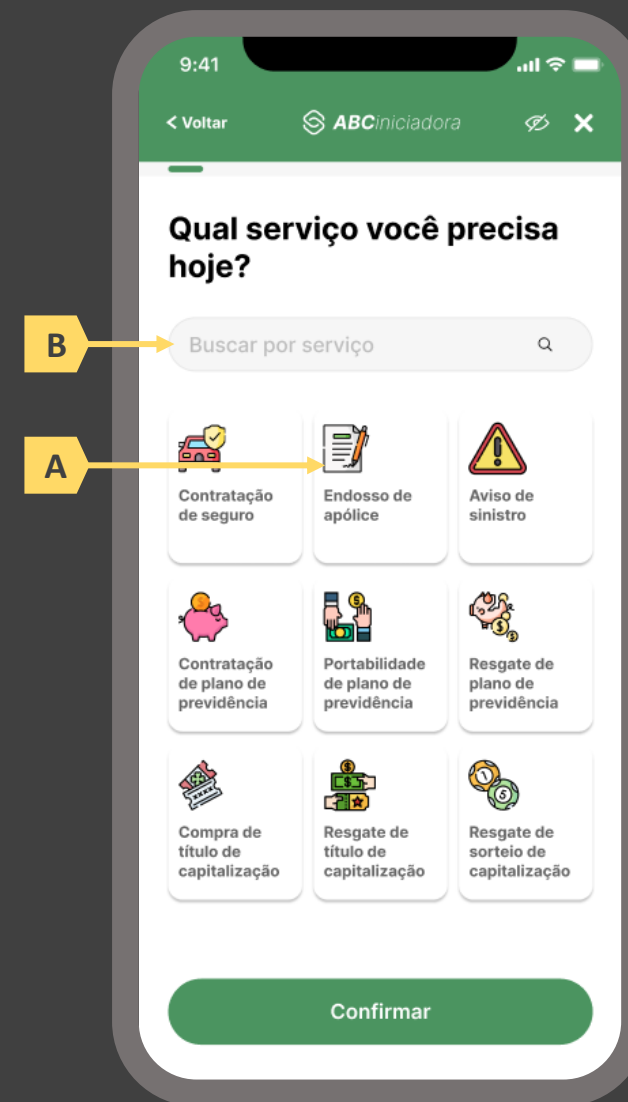 9:41
< Voltar
ABCiniciadora
Qual serviço você precisa
hoje?
B
Buscar por serviço
A
Contratação
de seguro
Endosso de
apólice
Aviso de
sinistro
Contratação
de plano de
previdência
Portabilidade
de plano de
previdência
Resgate de
plano de
previdência
Compra de
título de
capitalização
Resgate de
título de
capitalização
Resgate de
sorteio de
capitalização
Confirmar